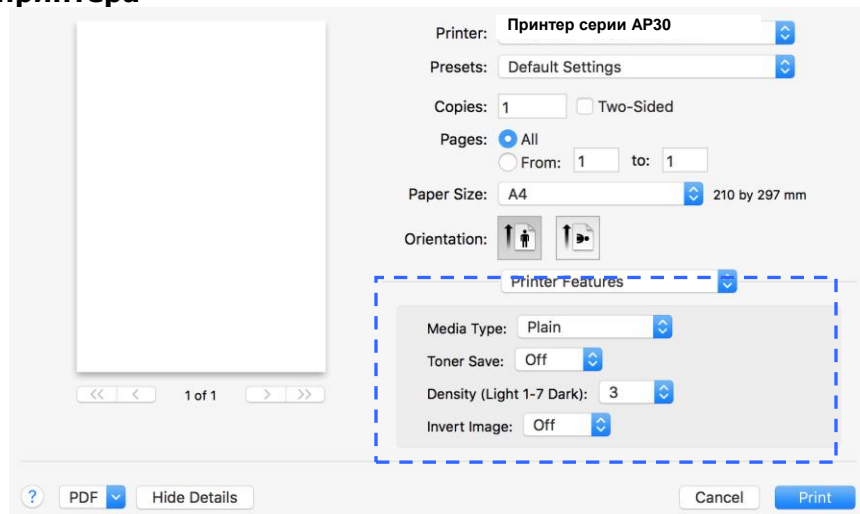 принтера
Printer: Принтер серии AP30
Presets: Default Settings
Copies: 1 Two-Sided
Pages: All
From: 1 to: 1
Paper Size: A4 210 by 297 mm
Orientation:
Printer Features
Media Type: Plain
Toner Save: Off
Density (Light 1-7 Dark): 3
Invert Image: Off
<< < 1 of 1 > >>
? PDF Hide Details Cancel Print